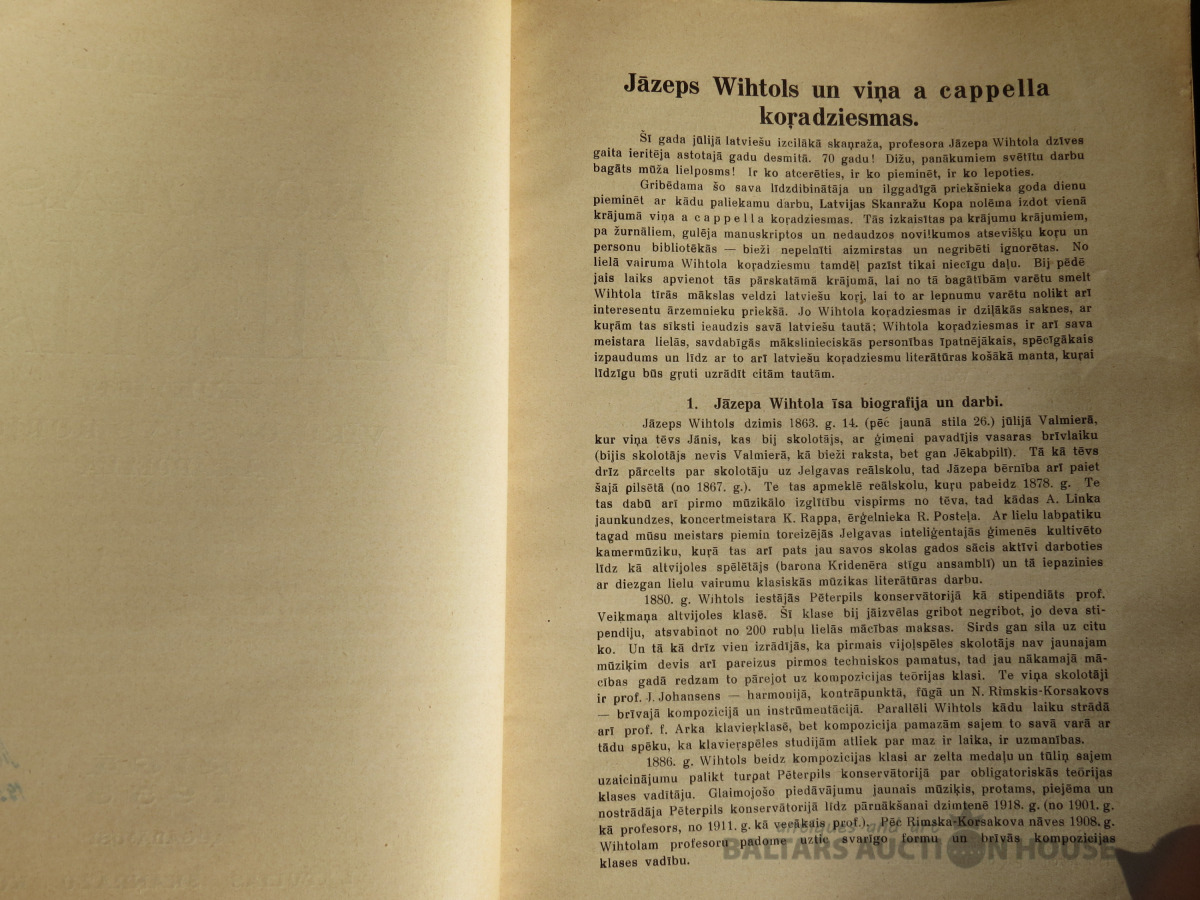 Jāzeps Wihtols un viņa a cappella
koŗadziesmas.
Šī gada jūlijā latviešu izcilākā skaņraža, profesora Jāzepa Wihtola dzīves
gaita ieritēja astotajā gadu desmitā. 70 gadu! Dižu, panākumiem svētītu darbu
bagāts mūža lielposms! Ir ko atcerēties, ir ko pieminēt, ir ko lepoties.
Gribēdama šo sava līdzdibinātāja un ilggadīgā priekšnieka goda dienu
pieminēt ar kādu paliekamu darbu, Latvijas Skanražu Kopa nolēma izdot vienā
krājumā viņa a cappella koŗadziesmas. Tās izkaisītas pa krājumu krājumiem,
pa žurnāliem, gulēja manuskriptos un nedaudzos novilkumos atsevišķu koŗu un
personu bibliotēkās — bieži nepelnīti aizmirstas un negribēti ignorētas. No
lielā vairuma Wihtola koŗadziesmu tamdēļ pazīst tikai niecīgu daļu. Bij pēdē
jais laiks apvienot tās pārskatāmā krājumā, lai no tā bagātībām varētu smelt
Wihtola tīrās mākslas veldzi latviešu koŗi, lai to ar lepnumu varētu nolikt arī
interesentu ārzemnieku priekšā. Jo Wihtola koŗadziesmas ir dziļākās saknes, ar
kuŗām tas sīksti ieaudzis savā latviešu tautā; Wihtola koŗadziesmas ir arī sava
meistara lielās, savdabīgās mākslinieciskās personības īpatnējākais, spēcīgākais
izpaudums un līdz ar to arī latviešu koŗadziesmu literātūras košākā manta, kuŗai
līdzīgu būs gŗuti uzrādīt citām tautām.
1. Jāzepa Wihtola īsa biografija un darbi.
Jāzeps Wihtols dzimis 1863. g. 14. (pēc jaunā stila 26.) jūlijā Valmierā,
kur viņa tēvs Jānis, kas bij skolotājs, ar ģimeni pavadījis vasaras brīvlaiku
(bijis skolotājs nevis Valmierā, kā bieži raksta, bet gan Jēkabpilī). Tā kā tēvs
drīz pārcelts par skolotāju uz Jelgavas reālskolu, tad Jāzepa bērnība arī paiet
šajā pilsētā (no 1867. g.). Te tas apmeklē reālskolu, kuŗu pabeidz 1878. g. Te
tas dabū arī pirmo mūzikālo izglītību vispirms no tēva, tad kādas A. Linka
jaunkundzes, koncertmeistara K. Rappa, ērģelnieka R. Posteļa. Ar lielu labpatiku
tagad mūsu meistars piemin toreizējās Jelgavas inteliģentajās ģimenēs kultivēto
kamermūziku, kuŗā tas arī pats jau savos skolas gados sācis aktīvi darboties
līdz kā altvijoles spēlētājs (barona Kridenēra stīgu ansamblī) un tā iepazinies
ar diezgan lielu vairumu klasiskās mūzikas literātūras darbu.
1880. g. Wihtols iestājās Pēterpils konservātorijā kā stipendiāts prof.
Veikmaņa altvijoles klasē. Šī klase bij jāizvēlas gribot negribot, jo deva sti-
pendiju, atsvabinot no 200 rubļu lielās mācības maksas. Sirds gan sila uz citu
ko. Un tā kā drīz vien izrādījās, ka pirmais vijoļspēles skolotājs nav jaunajam
mūziķim devis arī pareizus pirmos techniskos pamatus, tad jau nākamajā mā-
cības gadā redzam to pārejot uz kompozicijas teōrijas klasi. Te viņa skolotāji
ir prof. J. Johansens — harmonijā, kontrāpunktā, fūgā un N. Rimskis-Korsakovs
— brīvajā kompozicijā un instrūmentācijā. Parallēli Wihtols kādu laiku strādā
arī prof. f. Arka klavieŗklasē, bet kompozicija pamazām sajem to savā varā ar
tādu spēku, ka klavieŗspēles studijām atliek par maz ir laika, ir uzmanības.
1886. g. Wihtols beidz kompozicijas klasi ar zelta medaļu un tūliņ sajem
uzaicinājumu palikt turpat Pēterpils konservātorijā par obligatoriskās teōrijas
klases vadītāju. Glaimojošo piedāvājumu jaunais mūziķis, protams, piejēma un
nostrādāja Pēterpils konservātorijā līdz pārnākšanai dzimtenē 1918. g. (no 1901. g.
kā profesors, no 1911. g. kā vecākais prof.). Pēc Rimska-Korsakova nāves 1908. g.
Wihtolam profesoru padome uztic svarīgo formu un brīvās kompozicijas
klases vadību.
antiques and art
BALTARS AUCTION HOUSE